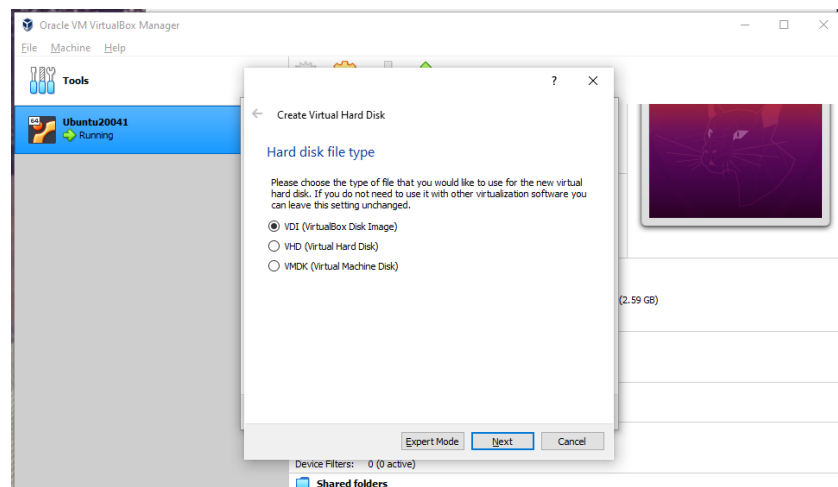 Oracle VM VirtualBox Manager
File Machine Help
Tools
64
Ubuntu20041
Running
?
Create Virtual Hard Disk
Hard disk file type
Please choose the type of file that you would like to use for the new virtual
hard disk. If you do not need to use it with other virtualization software you
can leave this setting unchanged.
VDI (VirtualBox Disk Image)
VHD (Virtual Hard Disk)
VMDK (Virtual Machine Disk)
(2.59 GB)
Expert Mode Next Cancel
Device Filters: 0 (0 active)
Shared folders